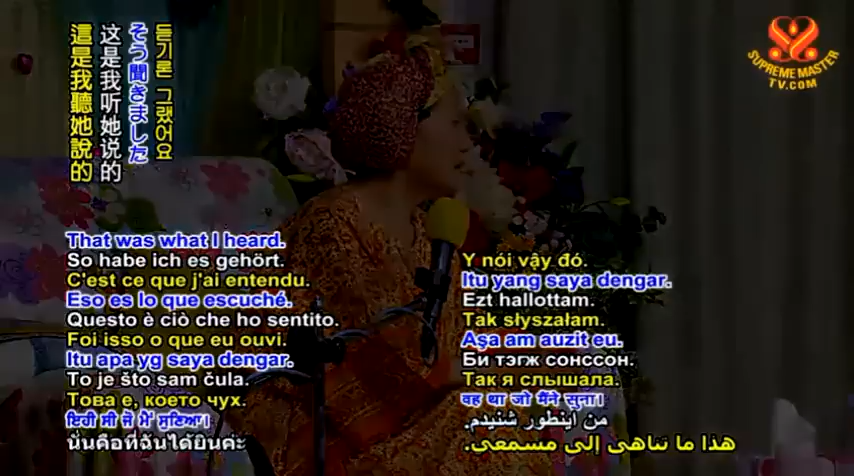 這是我聽她說的
这是我听她说的
そう聞きました
듣기론 그랬어요
SUPREME MASTER
TV.COM
That was what I heard.
So habe ich es gehört.
C'est ce que j'ai entendu.
Eso es lo que escuché.
Questo è ciò che ho sentito.
Foi isso o que eu ouvi.
Itu apa yg saya dengar.
To je što sam čula.
Това е, което чух.
ਇਹੀ ਸੀ ਜੋ ਮੈਂ ਸੁਣਿਆ।
นั่นคือที่ฉันได้ยินค่ะ
Y nói vậy đó.
Itu yang saya dengar.
Ezt hallottam.
Tak słyszałam.
Aşa am auzit eu.
Би тэгж сонссон.
Так я слышала.
वह था जो मैंने सुना।
من اینطور شنیدم.
هذا ما تناهى إلى مسمعي.